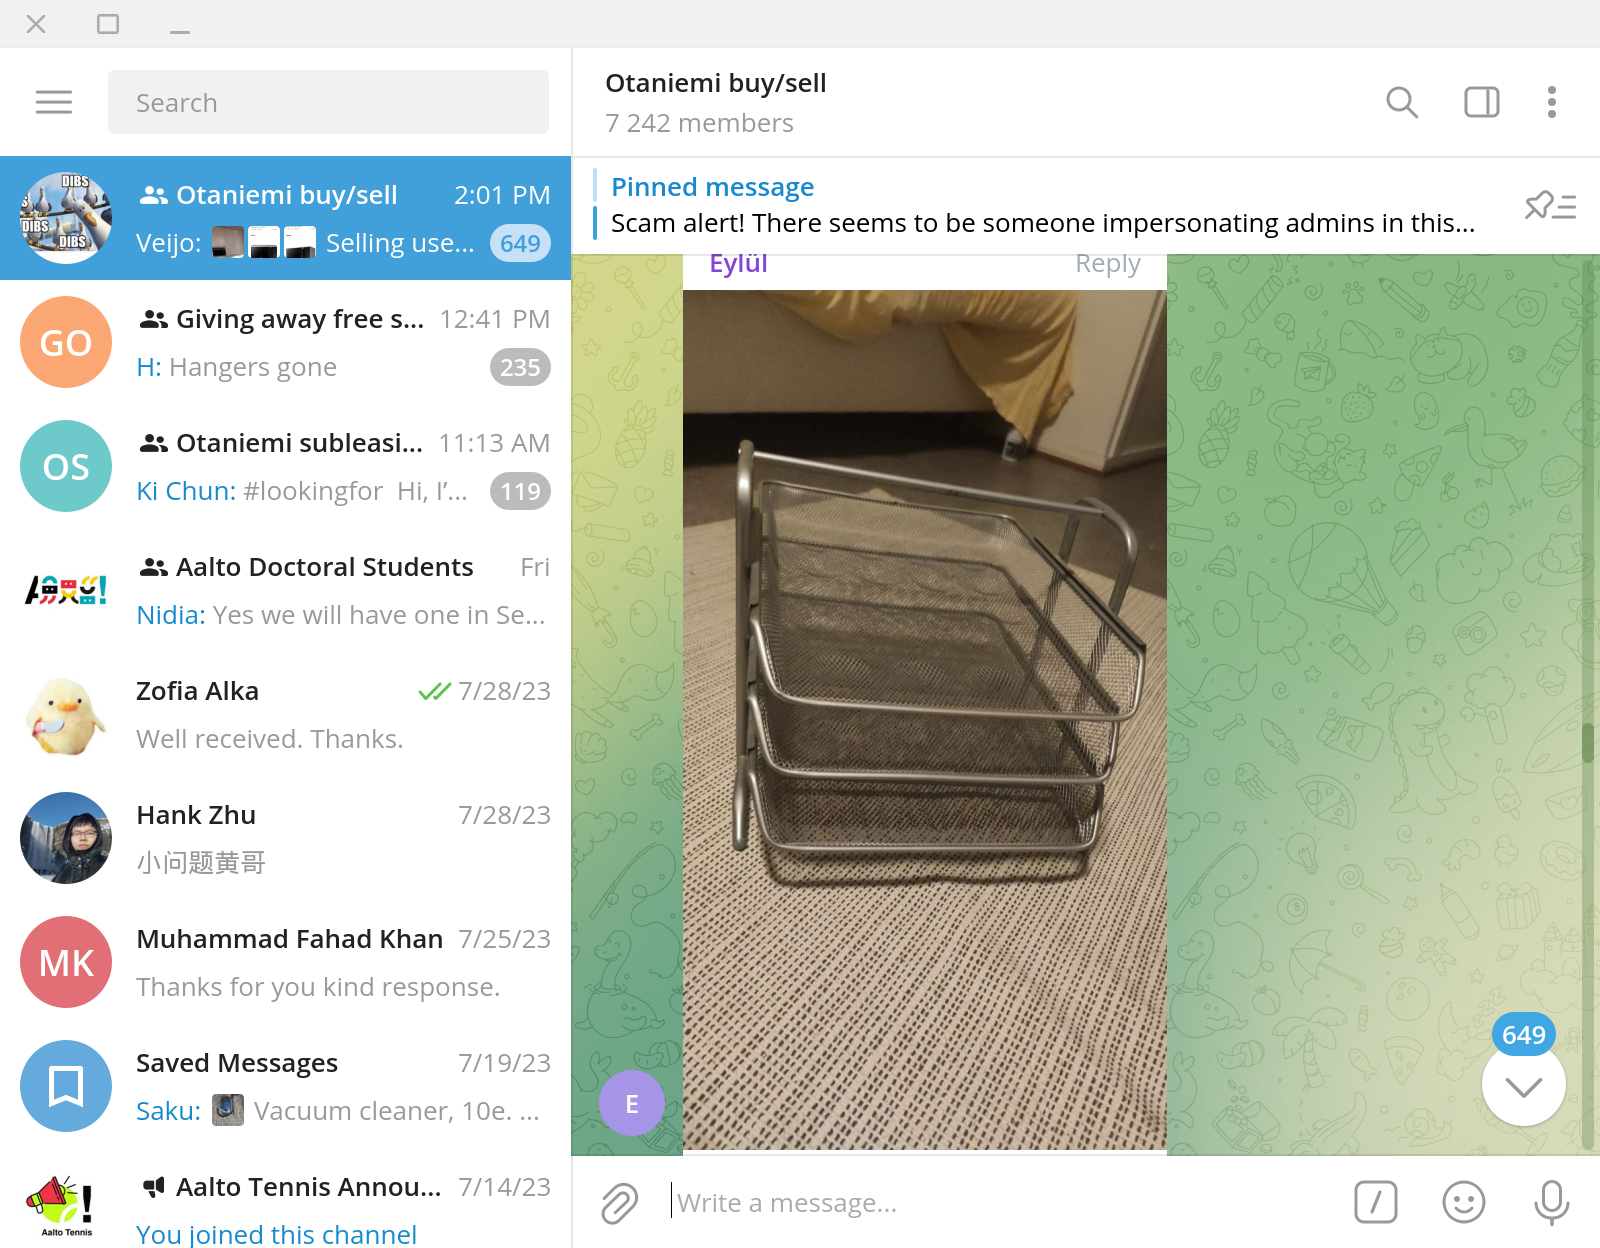 Search
Otaniemi buy/sell
7 242 members
Pinned message
Scam alert! There seems to be someone impersonating admins in this...
DIBS
DIBS
DIBS
Otaniemi buy/sell 2:01 PM
Veijo: Selling use... 649
GO
Giving away free s... 12:41 PM
H: Hangers gone 235
OS
Otaniemi subleasi... 11:13 AM
Ki Chun: #lookingfor Hi, I'... 119
Aalto Doctoral Students Fri
Nidia: Yes we will have one in Se...
Zofia Alka 7/28/23
Well received. Thanks.
Hank Zhu 7/28/23
小问题黄哥
MK
Muhammad Fahad Khan 7/25/23
Thanks for you kind response.
Saved Messages 7/19/23
Saku: Vacuum cleaner, 10e. ...
Aalto Tennis
Aalto Tennis Annou... 7/14/23
You joined this channel
Eylül Reply
E
649
Write a message...